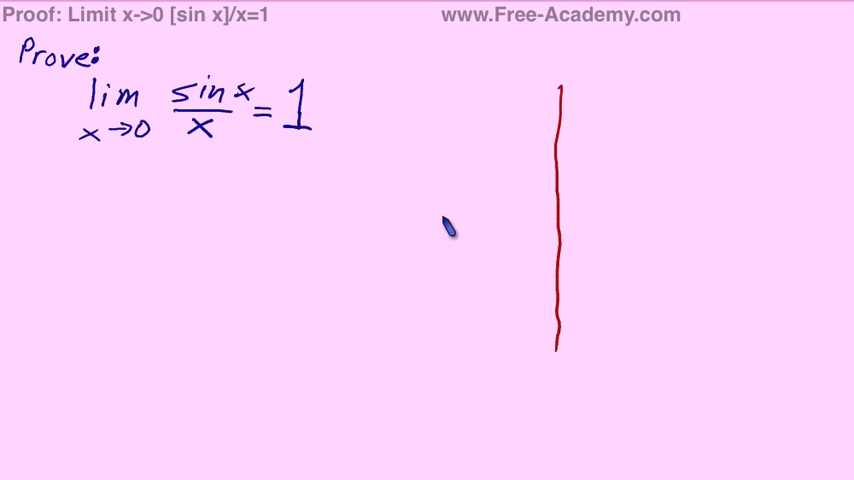 Proof: Limit x->0 [sin x]/x=1
www.Free-Academy.com
Prove:
lim x→0 sin x / x = 1